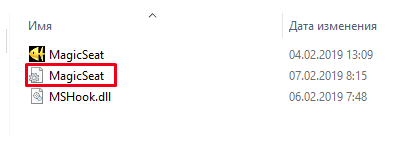 Имя Дата изменения
MagicSeat 04.02.2019 13:09
MagicSeat 07.02.2019 8:15
MSHook.dll 06.02.2019 7:48